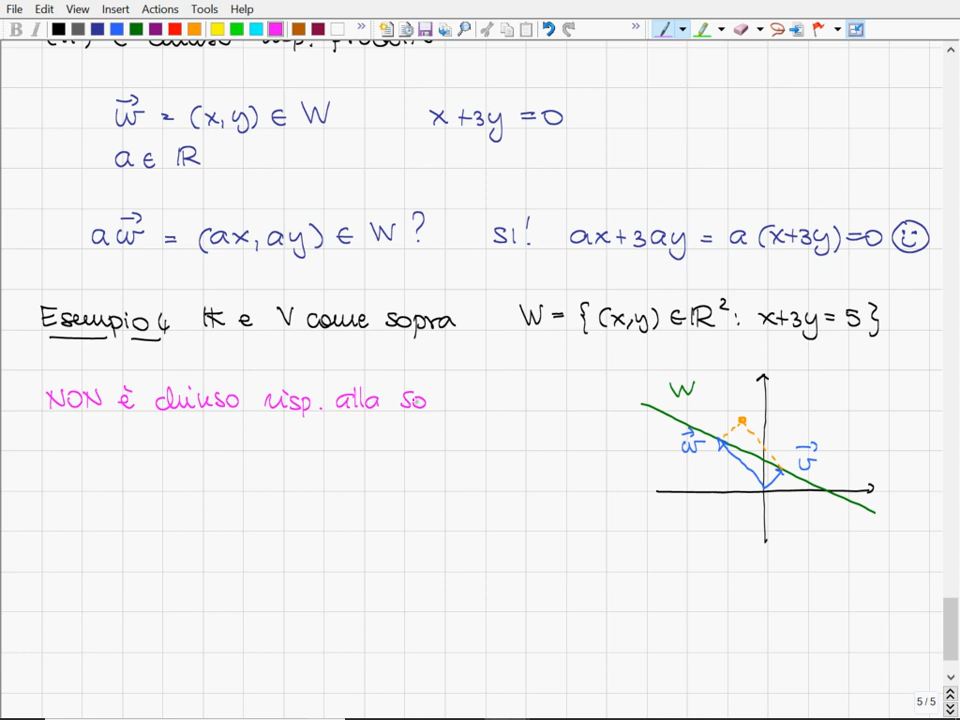 File Edit View Insert Actions Tools Help
w⃗ = (x,y) ∈ W x+3y = 0
a ∈ ℝ
aw⃗ = (ax, ay) ∈ W ? SI! ax+3ay = a(x+3y)=0
Esempio 4 K e V come sopra W = {(x,y) ∈ ℝ²: x+3y = 5}
NON è chiuso risp. alla so
W
w⃗
v⃗
5 / 5